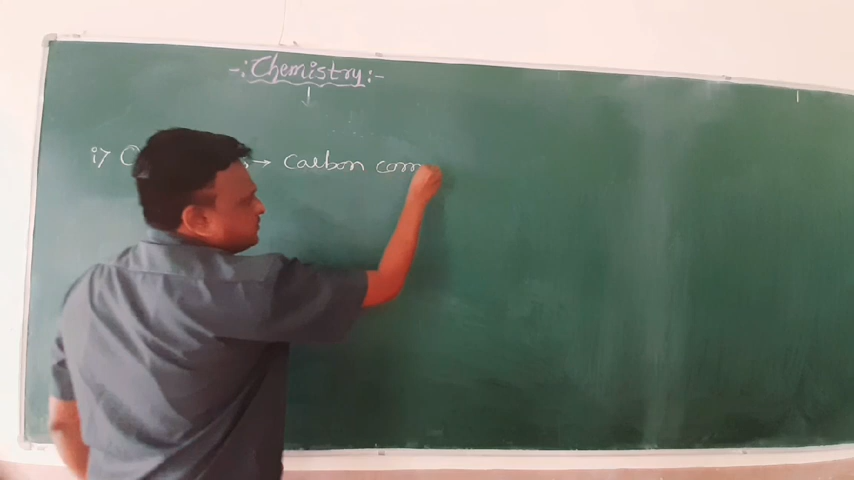 -:Chemistry:-
i> → Carbon com